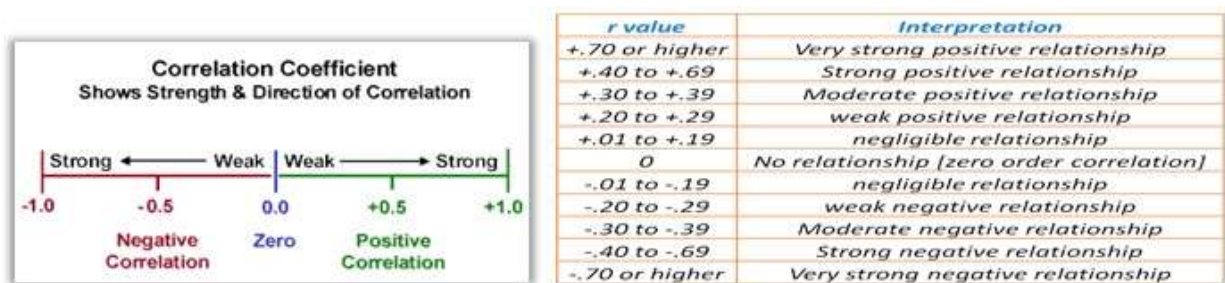 Correlation Coefficient
Shows Strength & Direction of Correlation
Strong Weak Weak Strong
-1.0 -0.5 0.0 +0.5 +1.0
Negative Correlation Zero Positive Correlation
r value Interpretation
+.70 or higher Very strong positive relationship
+.40 to +.69 Strong positive relationship
+.30 to +.39 Moderate positive relationship
+.20 to +.29 weak positive relationship
+.01 to +.19 negligible relationship
0 No relationship [zero order correlation]
-.01 to -.19 negligible relationship
-.20 to -.29 weak negative relationship
-.30 to -.39 Moderate negative relationship
-.40 to -.69 Strong negative relationship
-.70 or higher Very strong negative relationship